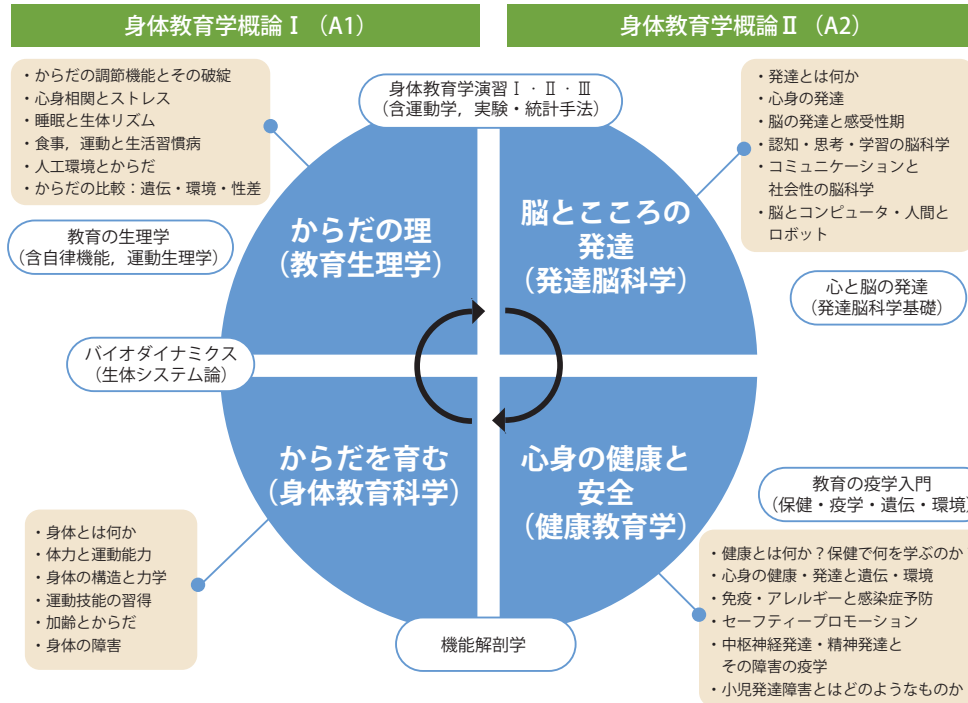 身体教育学概論Ⅰ（A1）
身体教育学概論Ⅱ（A2）
・からだの調節機能とその破綻
・心身相関とストレス
・睡眠と生体リズム
・食事，運動と生活習慣病
・人工環境とからだ
・からだの比較：遺伝・環境・性差
身体教育学演習Ⅰ・Ⅱ・Ⅲ
（含運動学，実験・統計手法）
・発達とは何か
・心身の発達
・脳の発達と感受性期
・認知・思考・学習の脳科学
・コミュニケーションと
社会性の脳科学
・脳とコンピュータ・人間と
ロボット
教育の生理学
（含自律機能，運動生理学）
からだの理
（教育生理学）
脳とこころの
発達
（発達脳科学）
心と脳の発達
（発達脳科学基礎）
バイオダイナミクス
（生体システム論）
からだを育む
（身体教育科学）
心身の健康と
安全
（健康教育学）
教育の疫学入門
（保健・疫学・遺伝・環境）
・身体とは何か
・体力と運動能力
・身体の構造と力学
・運動技能の習得
・加齢とからだ
・身体の障害
機能解剖学
・健康とは何か？保健で何を学ぶのか
・心身の健康・発達と遺伝・環境
・免疫・アレルギーと感染症予防
・セーフティープロモーション
・中枢神経発達・精神発達と
その障害の疫学
・小児発達障害とはどのようなものか